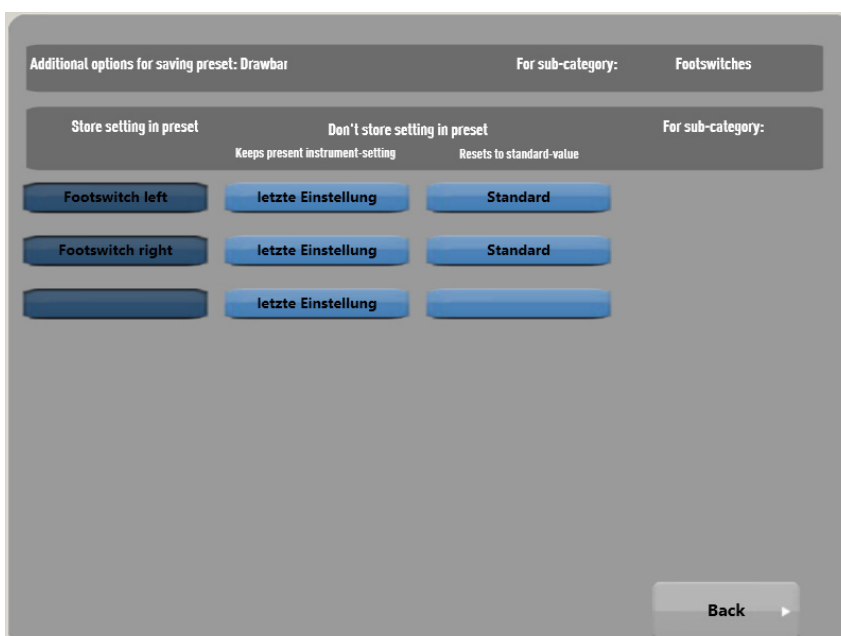 Additional options for saving preset: Drawbar For sub-category: Footswitches
Store setting in preset Don't store setting in preset For sub-category:
Keeps present instrument-setting Resets to standard-value
Footswitch left letzte Einstellung Standard
Footswitch right letzte Einstellung Standard
letzte Einstellung
Back